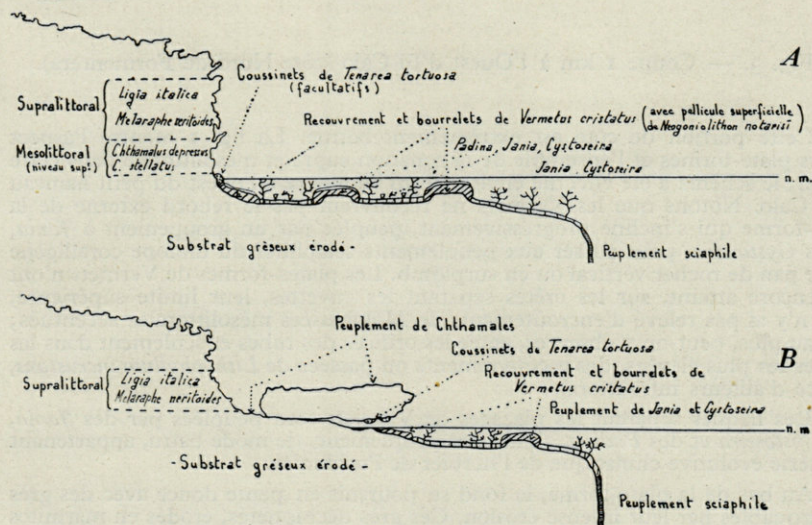 A
Coussinets de Tenarea tortuosa
(facultatifs)
Supralittoral
Ligia italica
Melaraphe neritoides
Recouvrement et bourrelets de Vermetus cristatus (avec pellicule superficielle
de Neogoniolithon notarisi)
Mesolittoral
(niveau supr.)
Chthamalus depressus
C. stellatus
Padina, Jania, Cystoseira
Jania, Cystoseira
n. m.
Substrat gréseux érodé -
Peuplement sciaphile
B
Peuplement de Chthamales
Coussinets de Tenarea tortuosa
Supralittoral
Ligia italica
Melaraphe neritoides
Recouvrement et bourrelets de
Vermetus cristatus
Peuplement de Jania et Cystoseira
n. m
- Substrat gréseux érodé -
Peuplement sciaphile